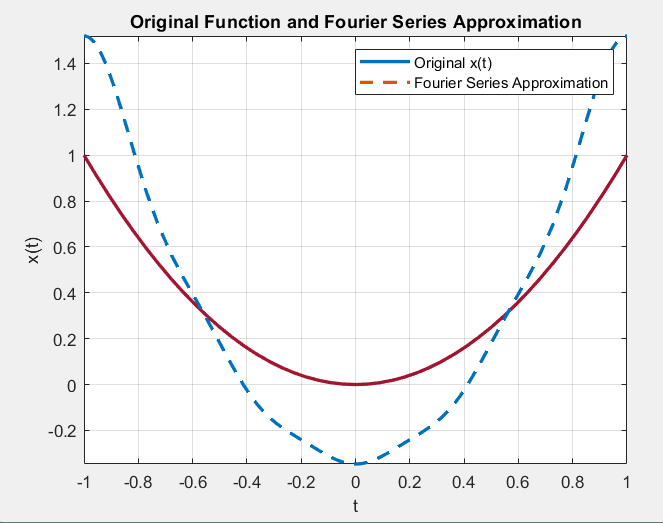 Original Function and Fourier Series Approximation
Original x(t)
Fourier Series Approximation
1.4
1.2
1
0.8
0.6
0.4
0.2
0
-0.2
x(t)
-1 -0.8 -0.6 -0.4 -0.2 0 0.2 0.4 0.6 0.8 1
t